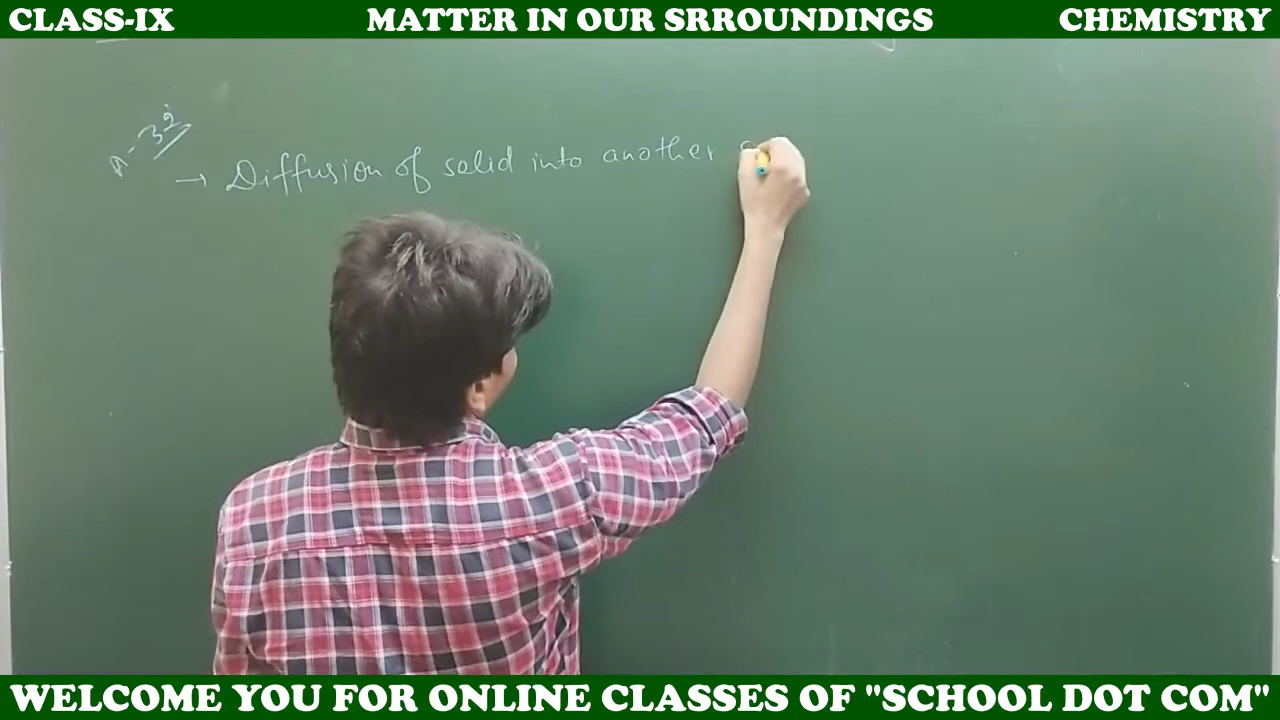 CLASS-IX MATTER IN OUR SRROUNDINGS CHEMISTRY
→ Diffusion of solid into another
WELCOME YOU FOR ONLINE CLASSES OF "SCHOOL DOT COM"